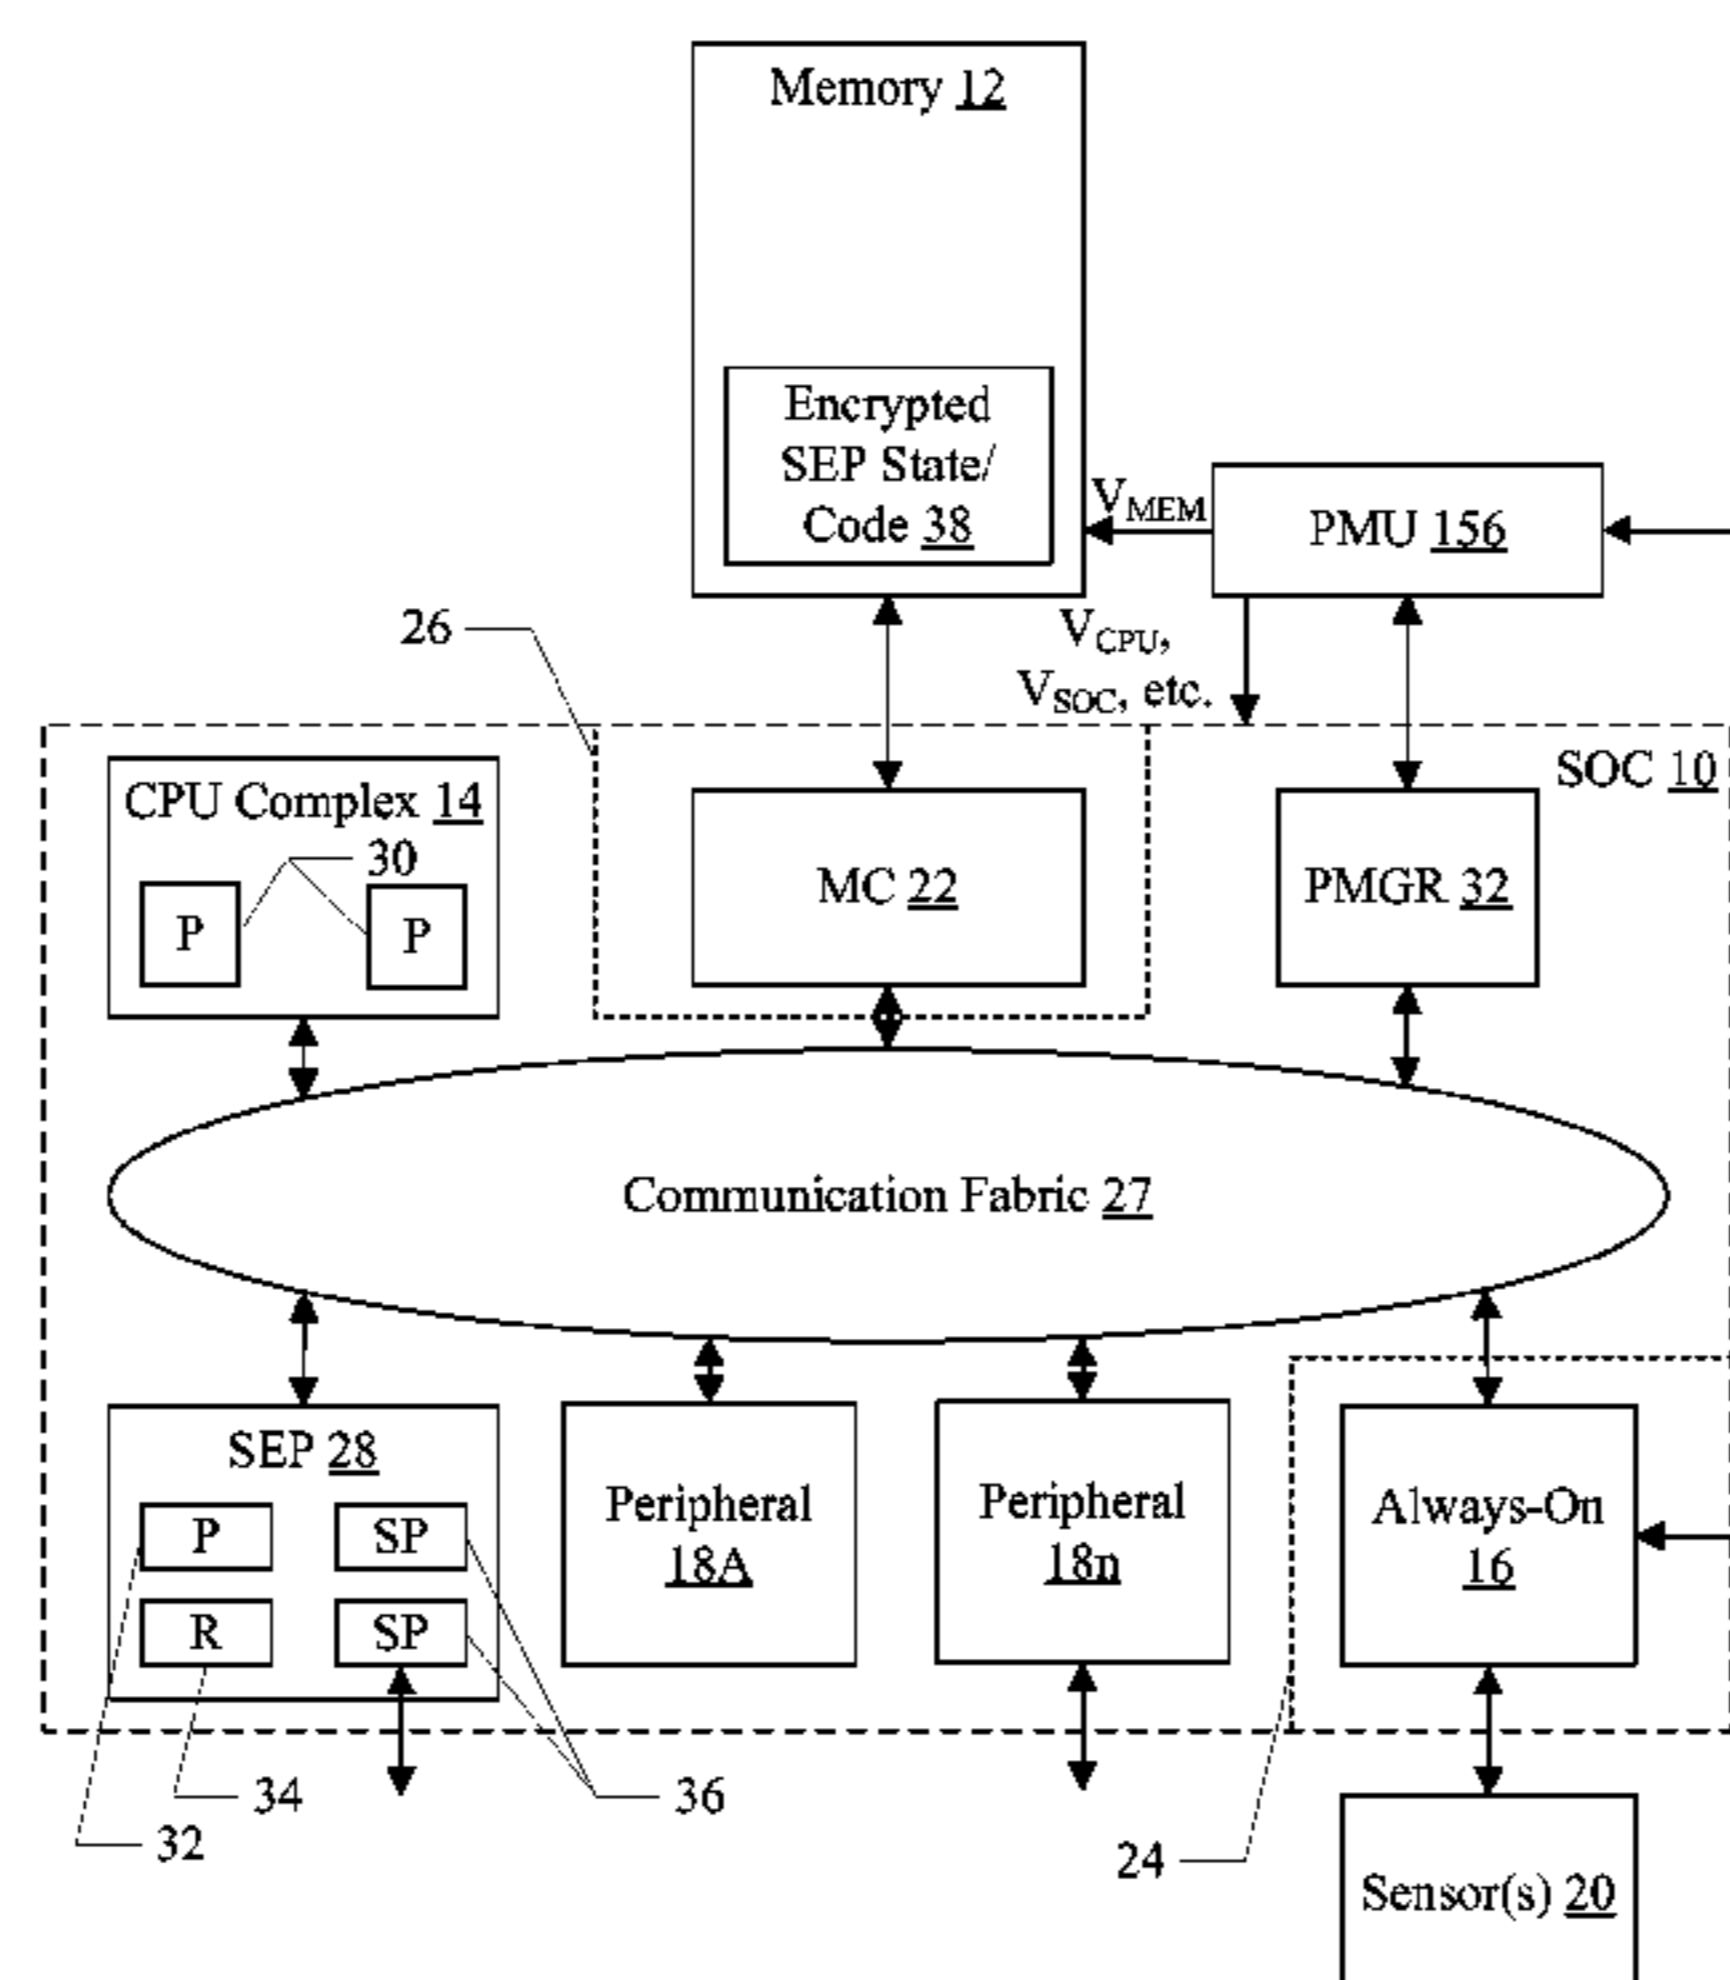 Memory 12
Encrypted
SEP State/
Code 38
VMEM
PMU 156
26
VCPU,
VSOC, etc.
SOC 10
CPU Complex 14
30
P
P
MC 22
PMGR 32
Communication Fabric 27
SEP 28
P
SP
R
SP
Peripheral
18A
Peripheral
18n
Always-On
16
34
36
32
24
Sensor(s) 20